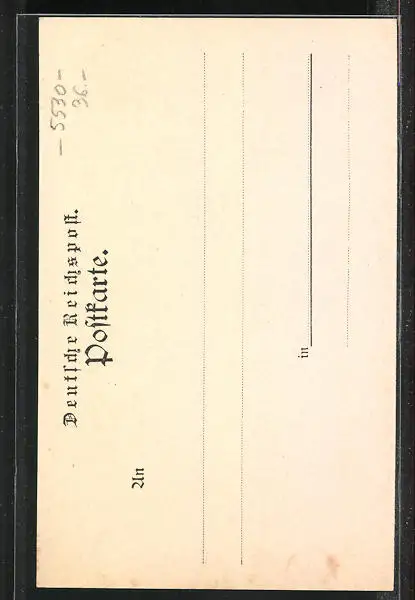 — 5530 —
36.-
Deutsche Reichspost.
Postkarte.
An
in